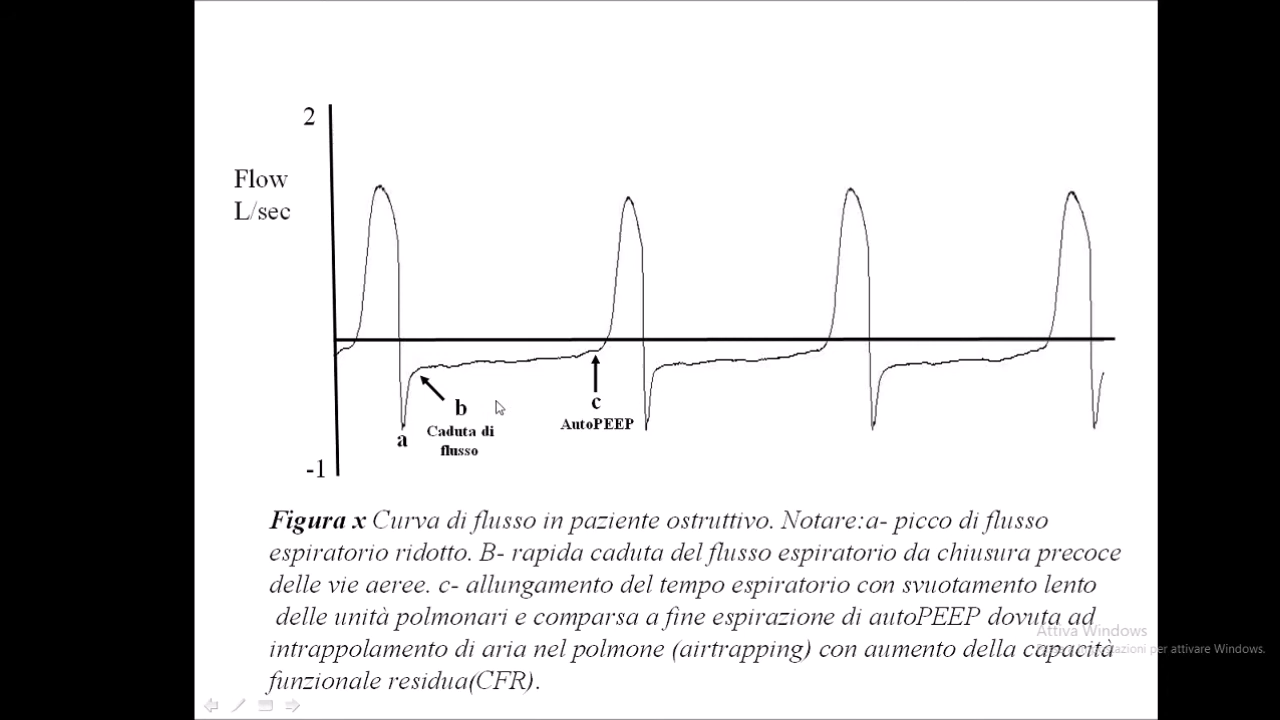 2
Flow
L/sec
-1
a
b
Caduta di
flusso
c
AutoPEEP
Figura x Curva di flusso in paziente ostruttivo. Notare:a- picco di flusso
espiratorio ridotto. B- rapida caduta del flusso espiratorio da chiusura precoce
delle vie aeree. c- allungamento del tempo espiratorio con svuotamento lento
delle unità polmonari e comparsa a fine espirazione di autoPEEP dovuta ad
intrappolamento di aria nel polmone (airtrapping) con aumento della capacità
funzionale residua(CFR).
Attiva Windows
per attivare Windows.